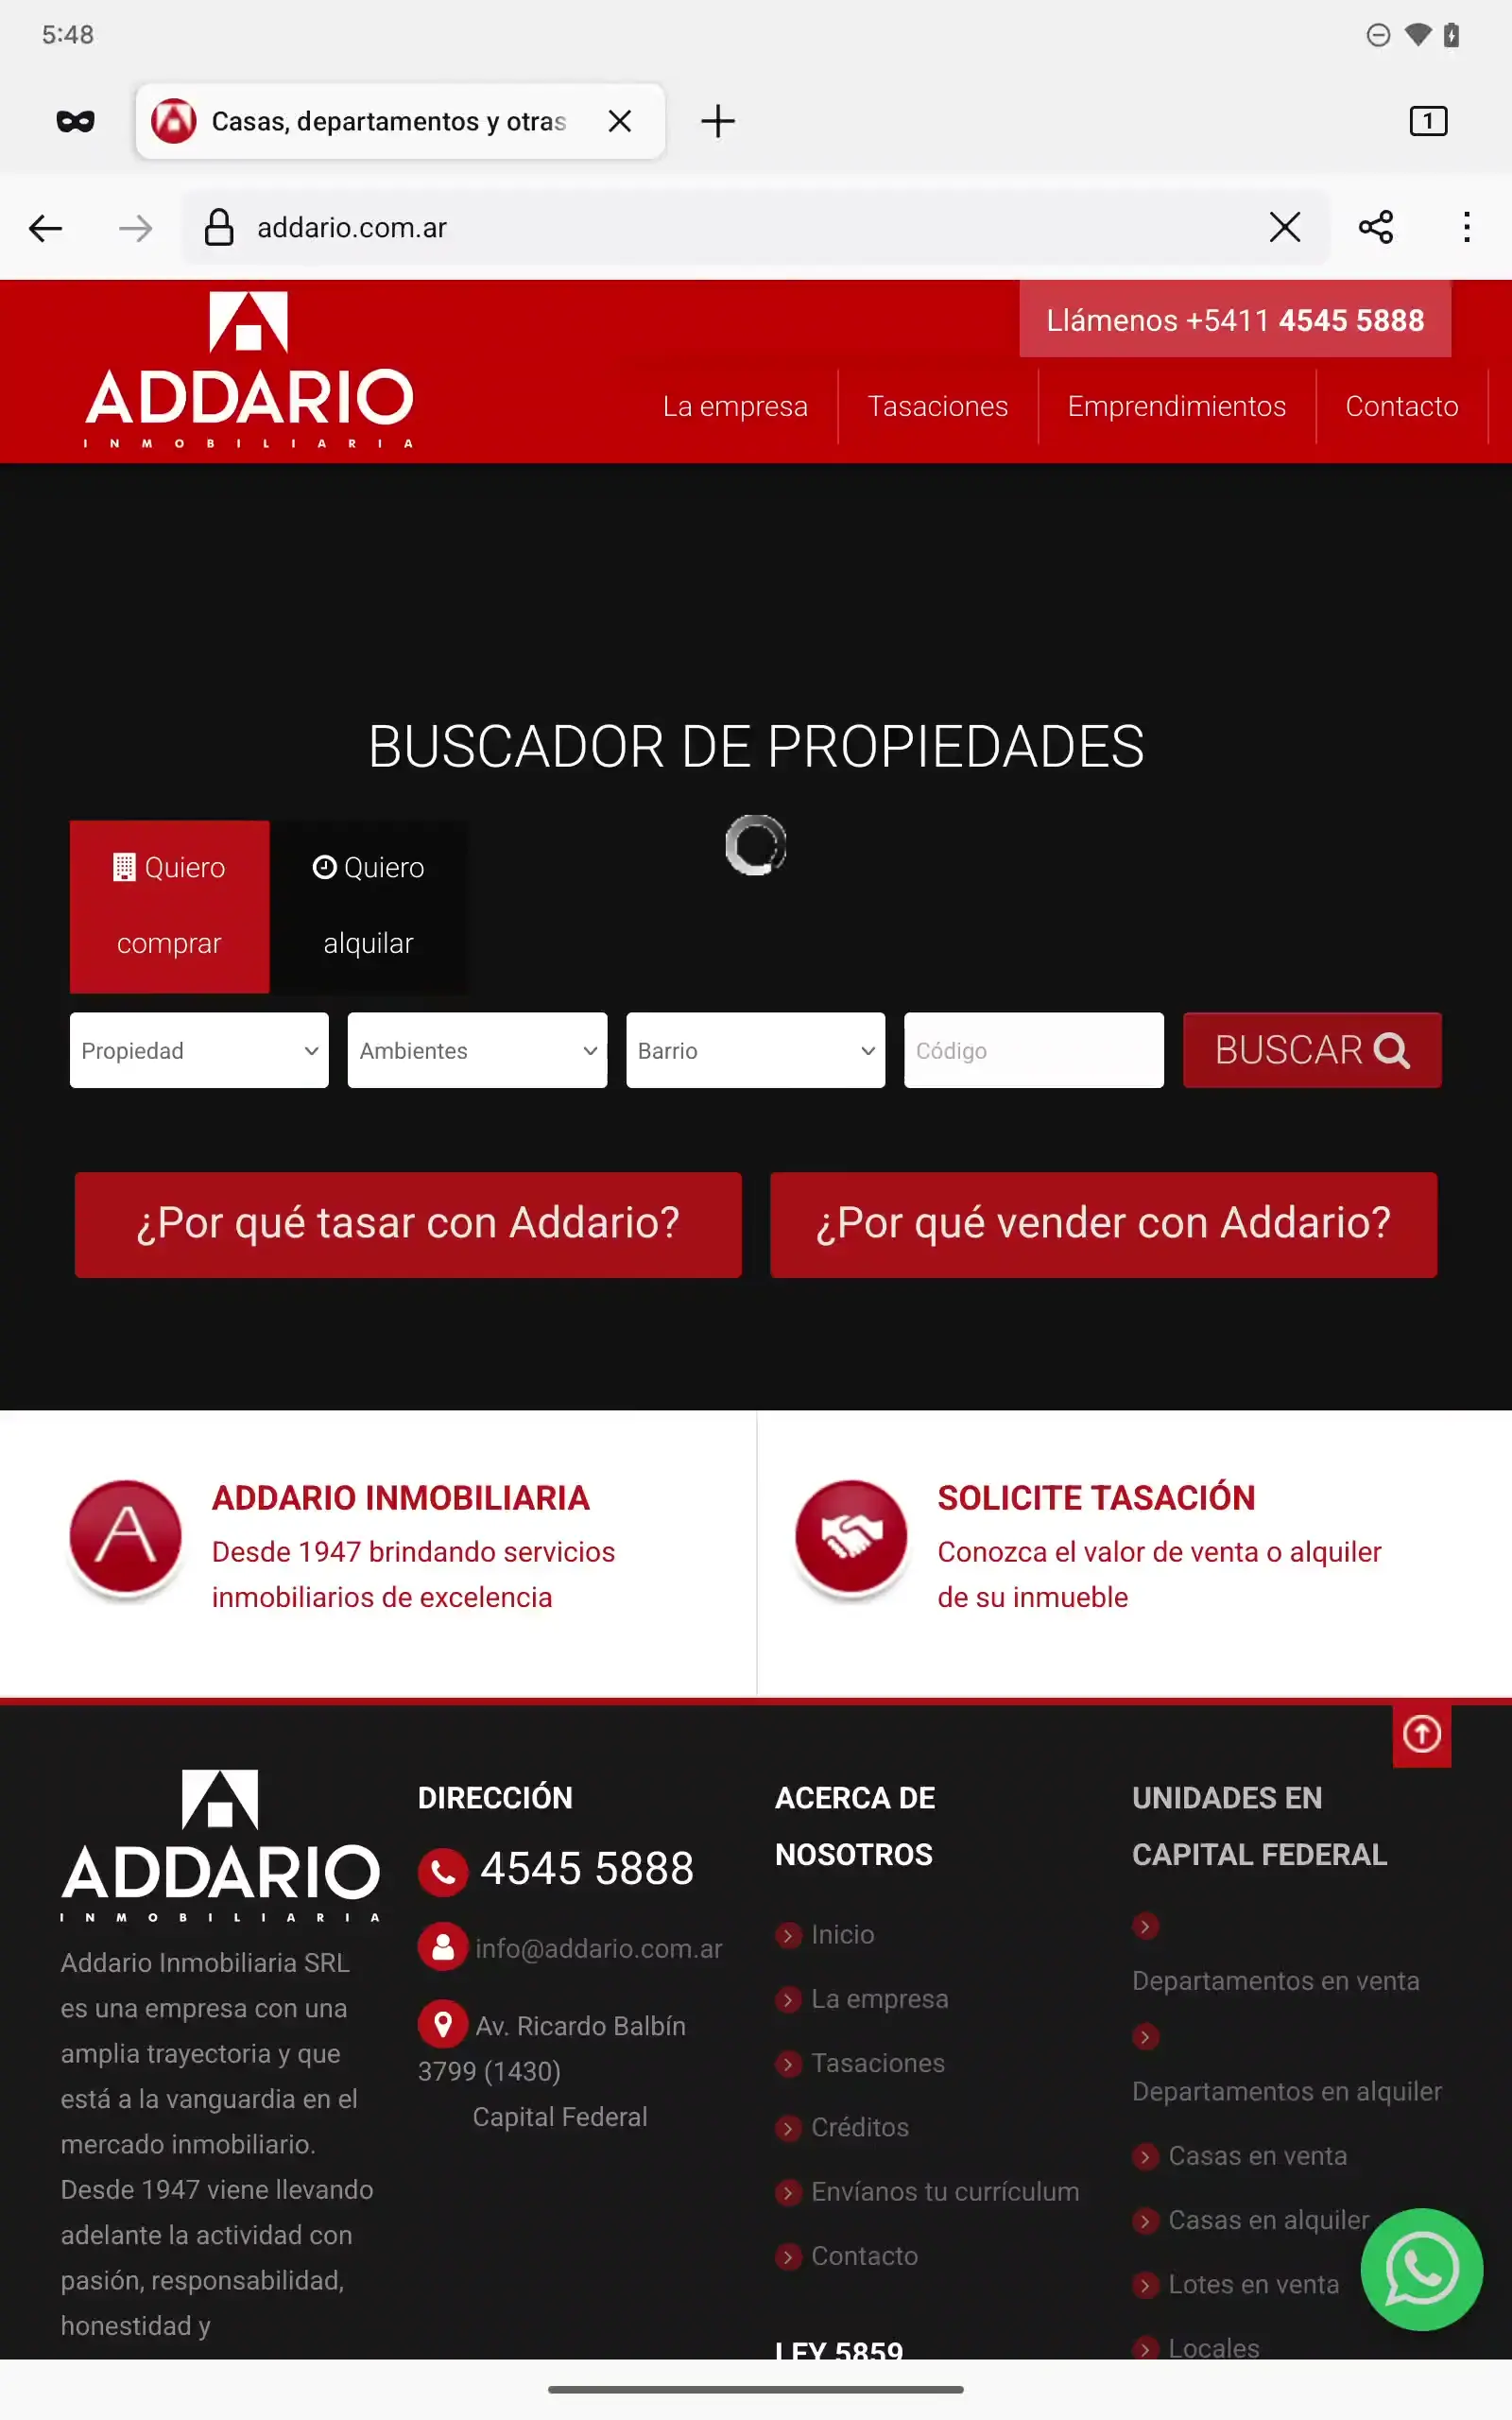 5:48
Casas, departamentos y otras
1
addario.com.ar
Llámenos +5411 4545 5888
ADDARIO
INMOBILIARIA
La empresa
Tasaciones
Emprendimientos
Contacto
BUSCADOR DE PROPIEDADES
Quiero
comprar
Quiero
alquilar
Propiedad
Ambientes
Barrio
Código
BUSCAR
¿Por qué tasar con Addario?
¿Por qué vender con Addario?
A
ADDARIO INMOBILIARIA
Desde 1947 brindando servicios
inmobiliarios de excelencia
SOLICITE TASACIÓN
Conozca el valor de venta o alquiler
de su inmueble
ADDARIO
INMOBILIARIA
Addario Inmobiliaria SRL
es una empresa con una
amplia trayectoria y que
está a la vanguardia en el
mercado inmobiliario.
Desde 1947 viene llevando
adelante la actividad con
pasión, responsabilidad,
honestidad y
DIRECCIÓN
4545 5888
info@addario.com.ar
Av. Ricardo Balbín
3799 (1430)
Capital Federal
ACERCA DE
NOSOTROS
Inicio
La empresa
Tasaciones
Créditos
Envíanos tu currículum
Contacto
LEY 5859
UNIDADES EN
CAPITAL FEDERAL
Departamentos en venta
Departamentos en alquiler
Casas en venta
Casas en alquiler
Lotes en venta
Locales